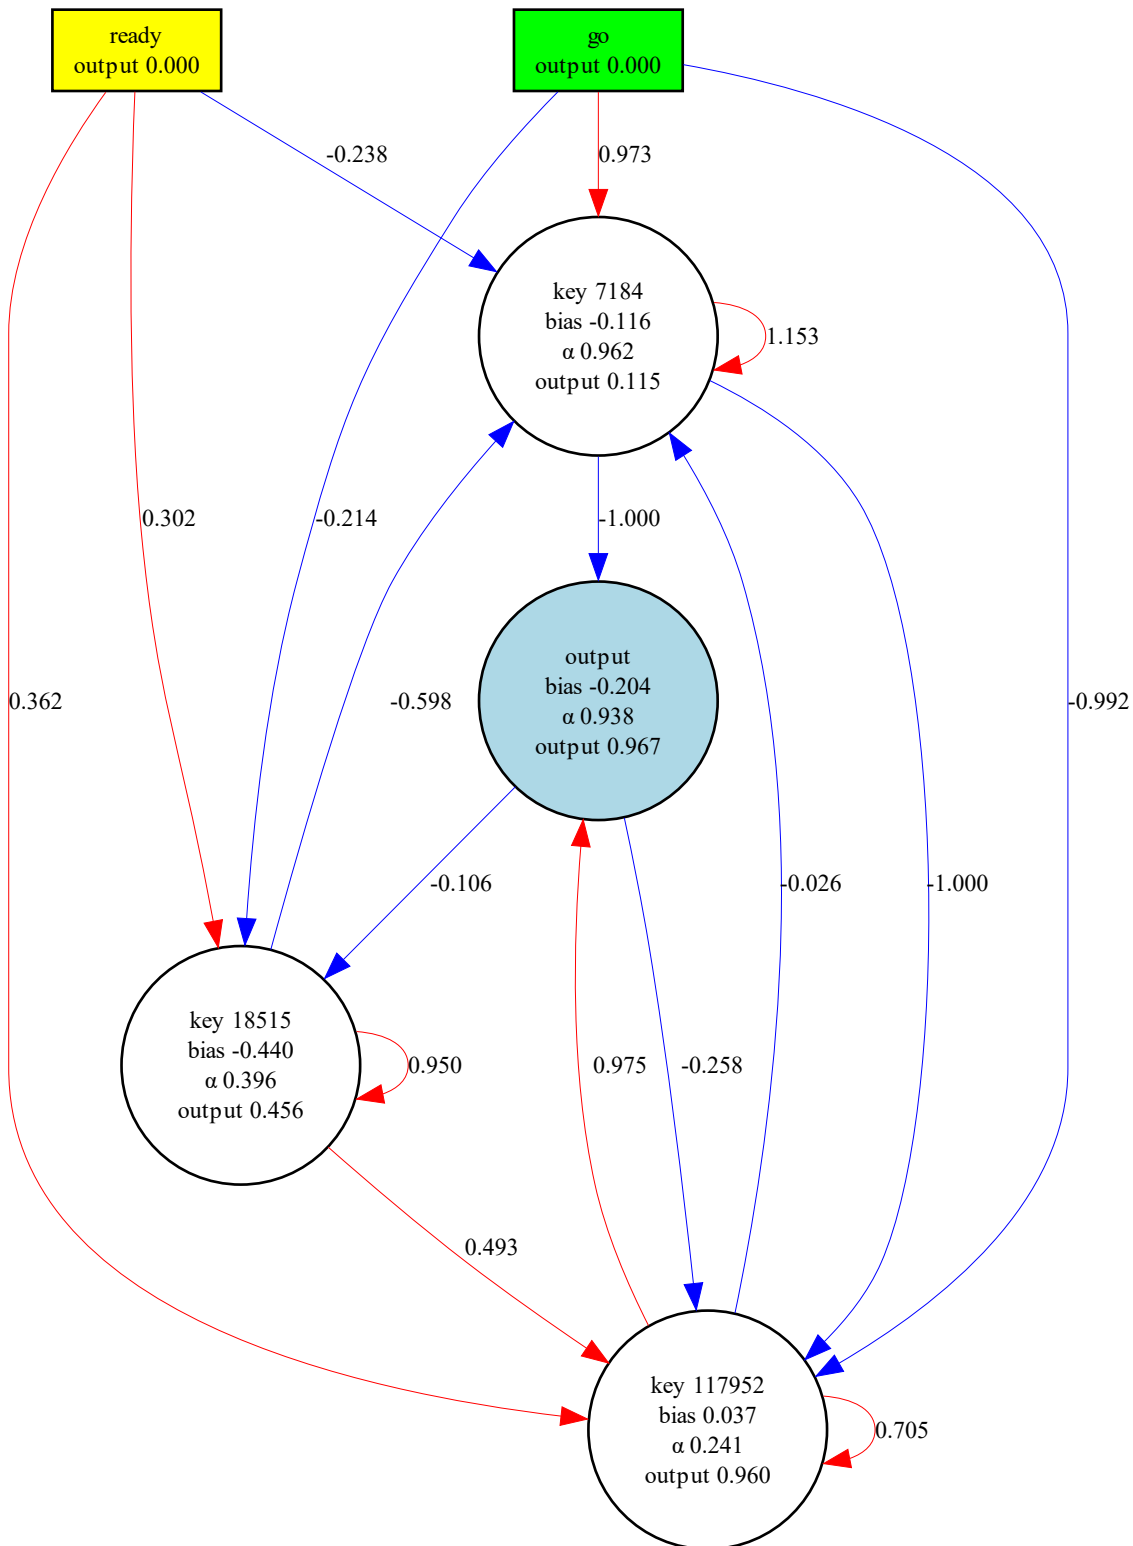 ready
output 0.000
go
output 0.000
-0.238
0.973
key 7184
bias -0.116
α 0.962
output 0.115
1.153
0.302
-0.214
-1.000
output
bias -0.204
α 0.938
output 0.967
0.362
-0.598
-0.992
-0.106
-0.026
-1.000
key 18515
bias -0.440
α 0.396
output 0.456
0.950
0.975
-0.258
0.493
key 117952
bias 0.037
α 0.241
output 0.960
0.705